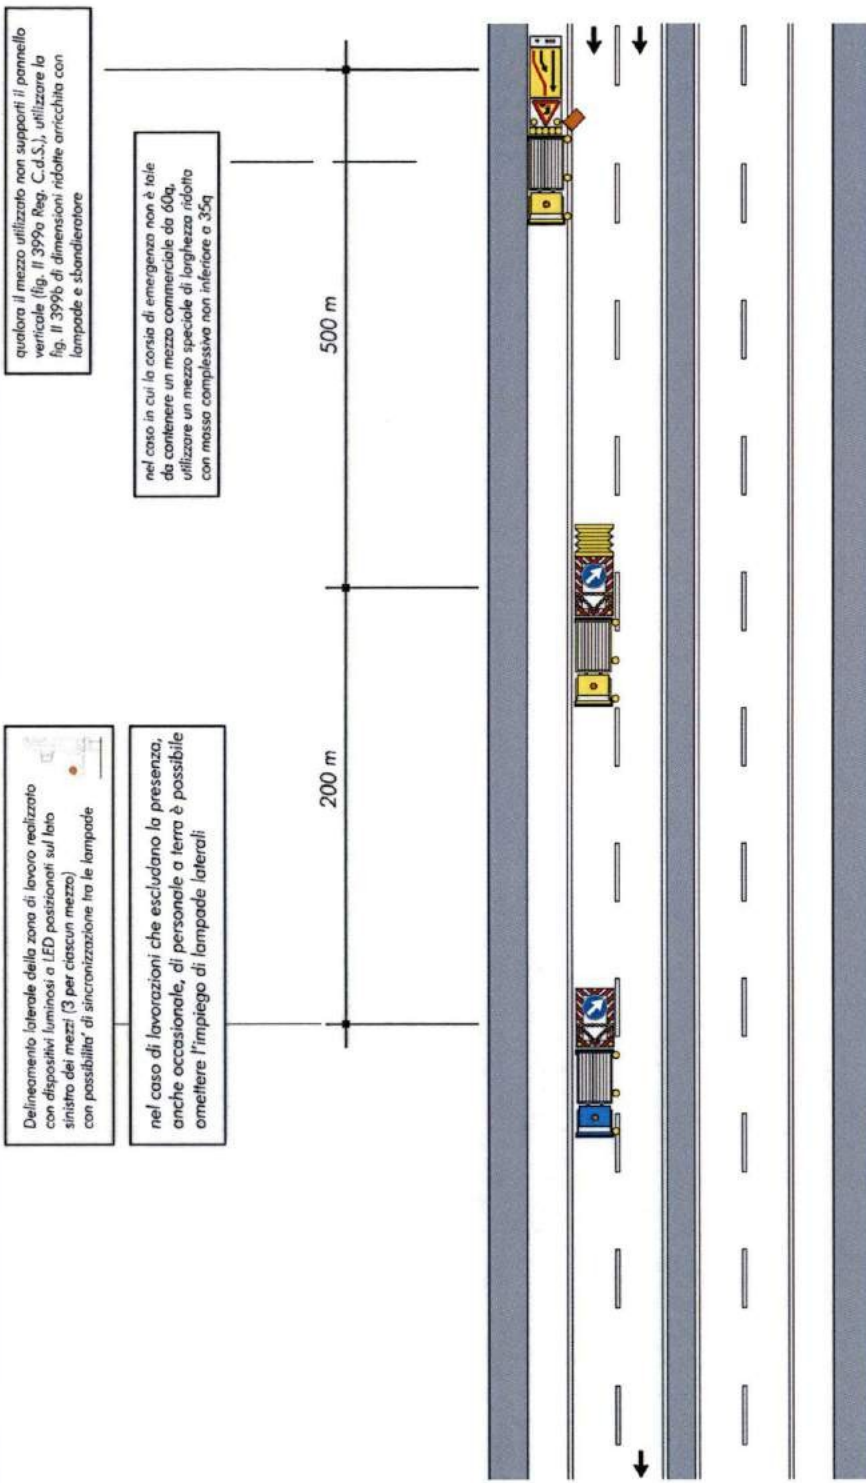 Delineamento laterale della zona di lavoro realizzato
con dispositivi luminosi a LED posizionati sul lato
sinistro dei mezzi (3 per ciascun mezzo)
con possibilita' di sincronizzazione tra le lampade
nel caso di lavorazioni che escludano la presenza,
anche occasionale, di personale a terra è possibile
omettere l'impiego di lampade laterali
qualora il mezzo utilizzato non supporti il pannello
verticale (fig. II 399a Reg. C.d.S.), utilizzare la
fig. II 399b di dimensioni ridotte arricchita con
lampade e sbandieratore
nel caso in cui la corsia di emergenza non è tale
da contenere un mezzo commerciale da 60q,
utilizzare un mezzo speciale di larghezza ridotta
con massa complessiva non inferiore a 35q
200 m
500 m